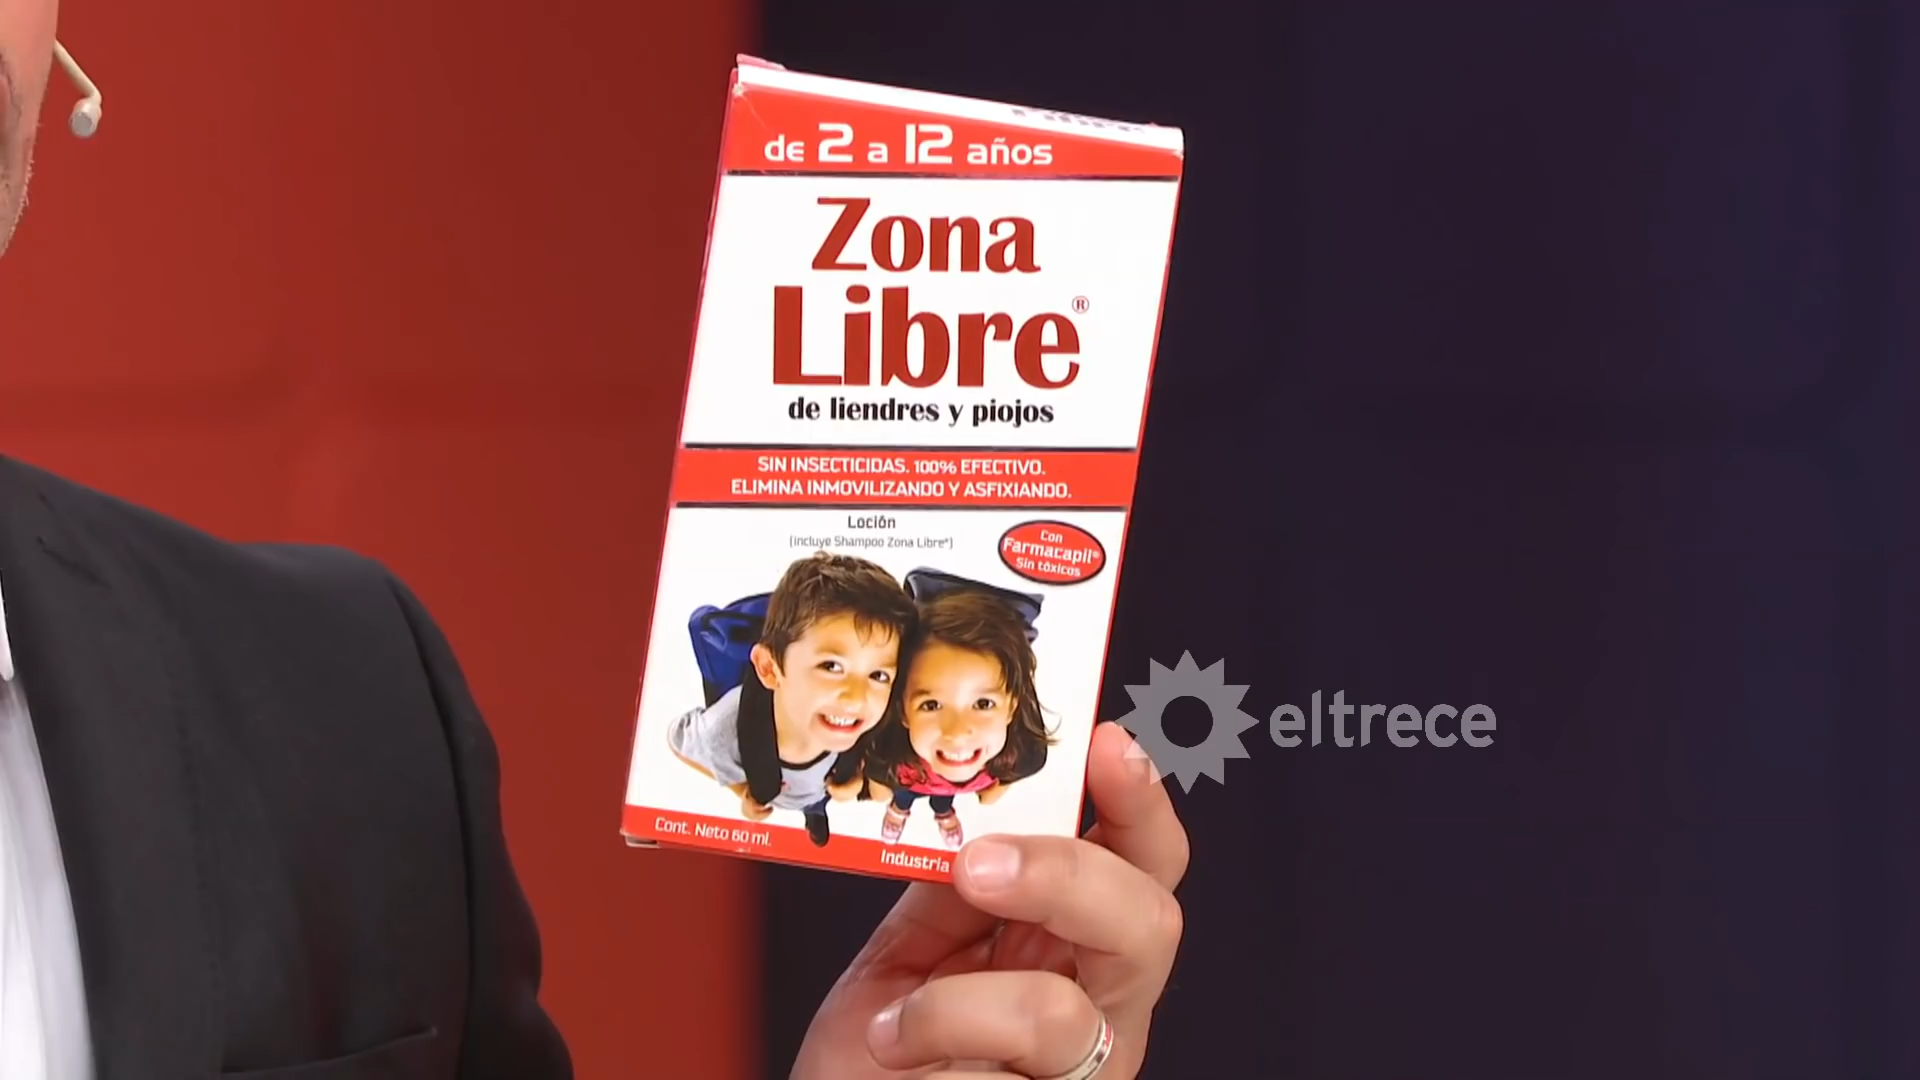 de 2 a 12 años
Zona
Libre®
de liendres y piojos
SIN INSECTICIDAS. 100% EFECTIVO.
ELIMINA INMOVILIZANDO Y ASFIXIANDO.
Loción
(incluye Shampoo Zona Libre®)
Con
Farmacapil®
Sin tóxicos
Cont. Neto 60 ml.
Industria
eltrece